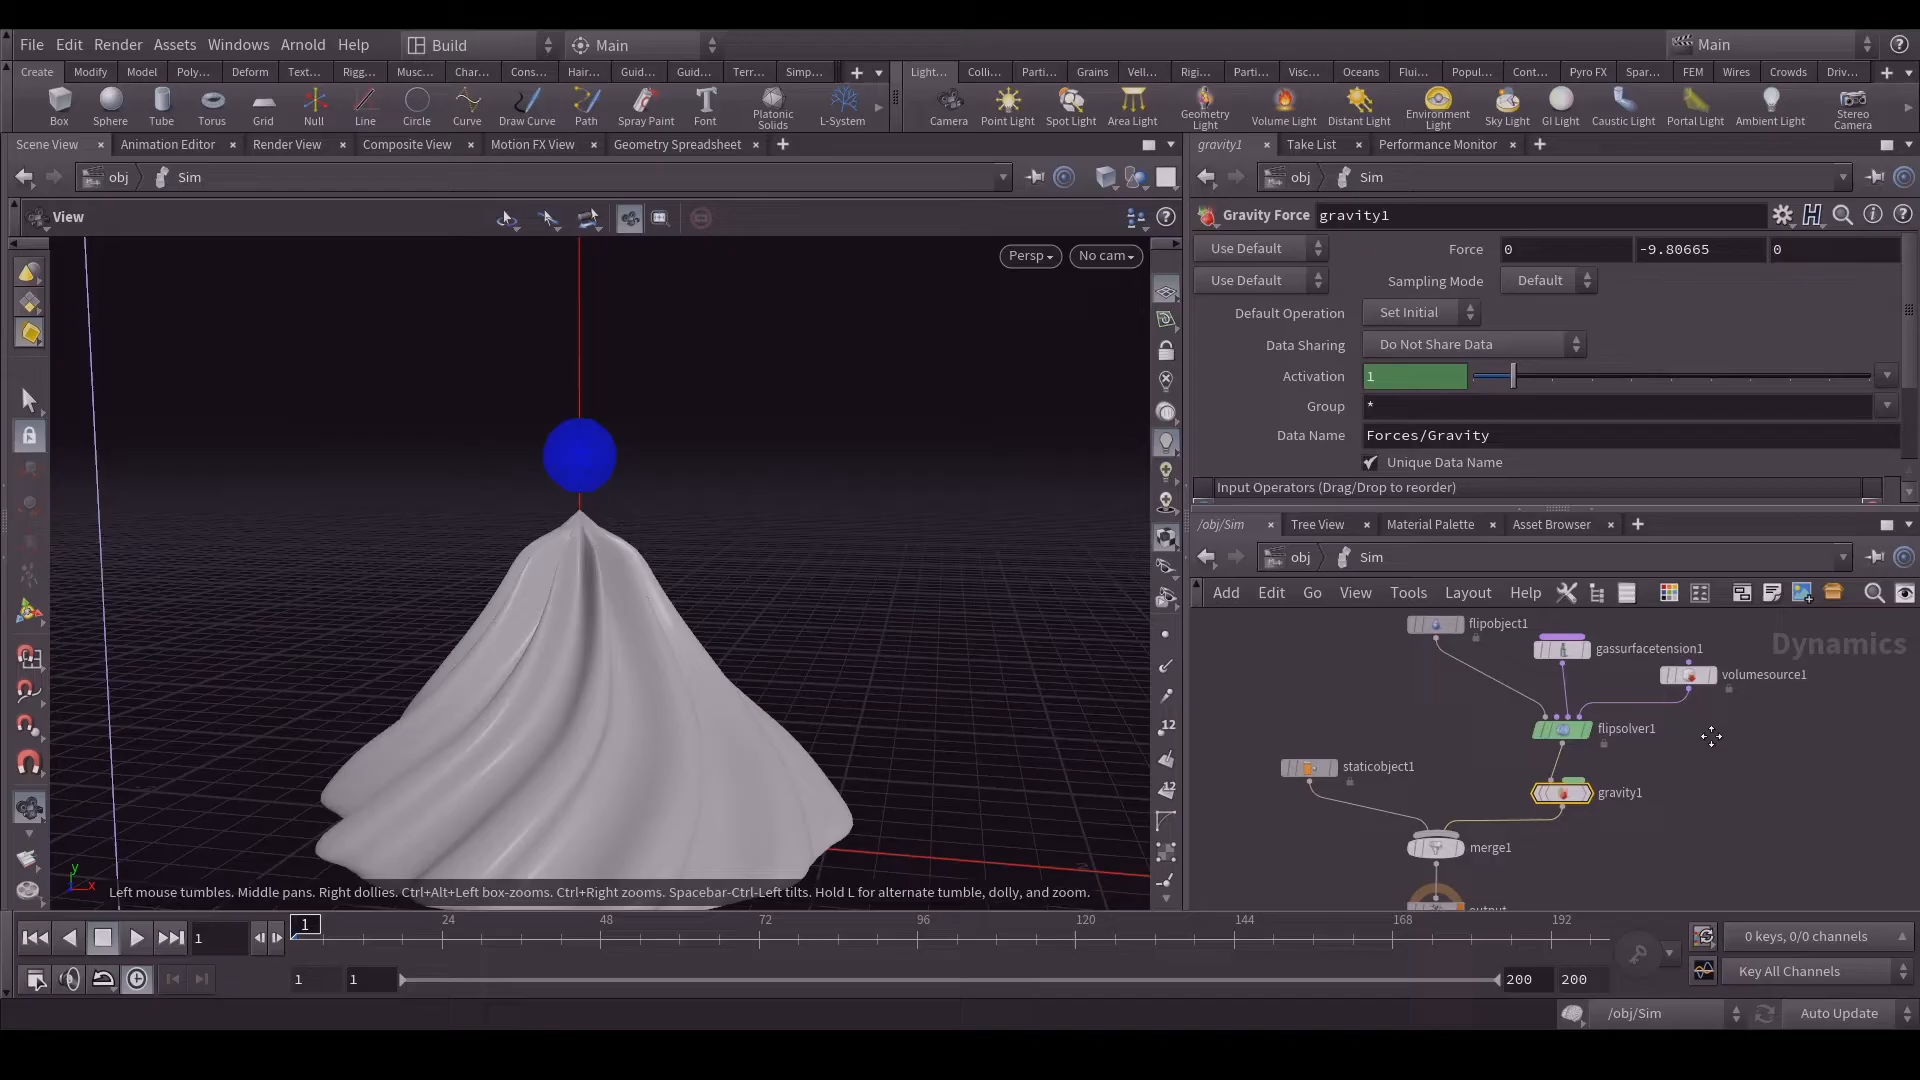 File Edit Render Assets Windows Arnold Help Build Main Main
Create Modify Model Poly... Deform Text... Rigg... Musc... Char... Cons... Hair... Guid... Guid... Terr... Simp...
Light... Colli... Parti... Grains Vell... Rigi... Parti... Visc... Oceans Flui... Popul... Cont... Pyro FX Spar... FEM Wires Crowds Driv...
Box Sphere Tube Torus Grid Null Line Circle Curve Draw Curve Path Spray Paint Font Platonic Solids L-System
Camera Point Light Spot Light Area Light Geometry Light Volume Light Distant Light Environment Light Sky Light GI Light Caustic Light Portal Light Ambient Light Stereo Camera
Scene View Animation Editor Render View Composite View Motion FX View Geometry Spreadsheet
gravity1 Take List Performance Monitor
obj Sim
obj Sim
View
Gravity Force gravity1
Persp No cam
Use Default Force 0 -9.80665 0
Use Default Sampling Mode Default
Default Operation Set Initial
Data Sharing Do Not Share Data
Activation 1
Group *
Data Name Forces/Gravity
Unique Data Name
Input Operators (Drag/Drop to reorder)
/obj/Sim Tree View Material Palette Asset Browser
obj Sim
Add Edit Go View Tools Layout Help
Dynamics
flipobject1
gassurfacetension1
volumesource1
flipsolver1
staticobject1
gravity1
merge1
output
12
12
y
x
Left mouse tumbles. Middle pans. Right dollies. Ctrl+Alt+Left box-zooms. Ctrl+Right zooms. Spacebar-Ctrl-Left tilts. Hold L for alternate tumble, dolly, and zoom.
1 1 24 48 72 96 120 144 168 192
0 keys, 0/0 channels
1 1 200 200
Key All Channels
/obj/Sim Auto Update